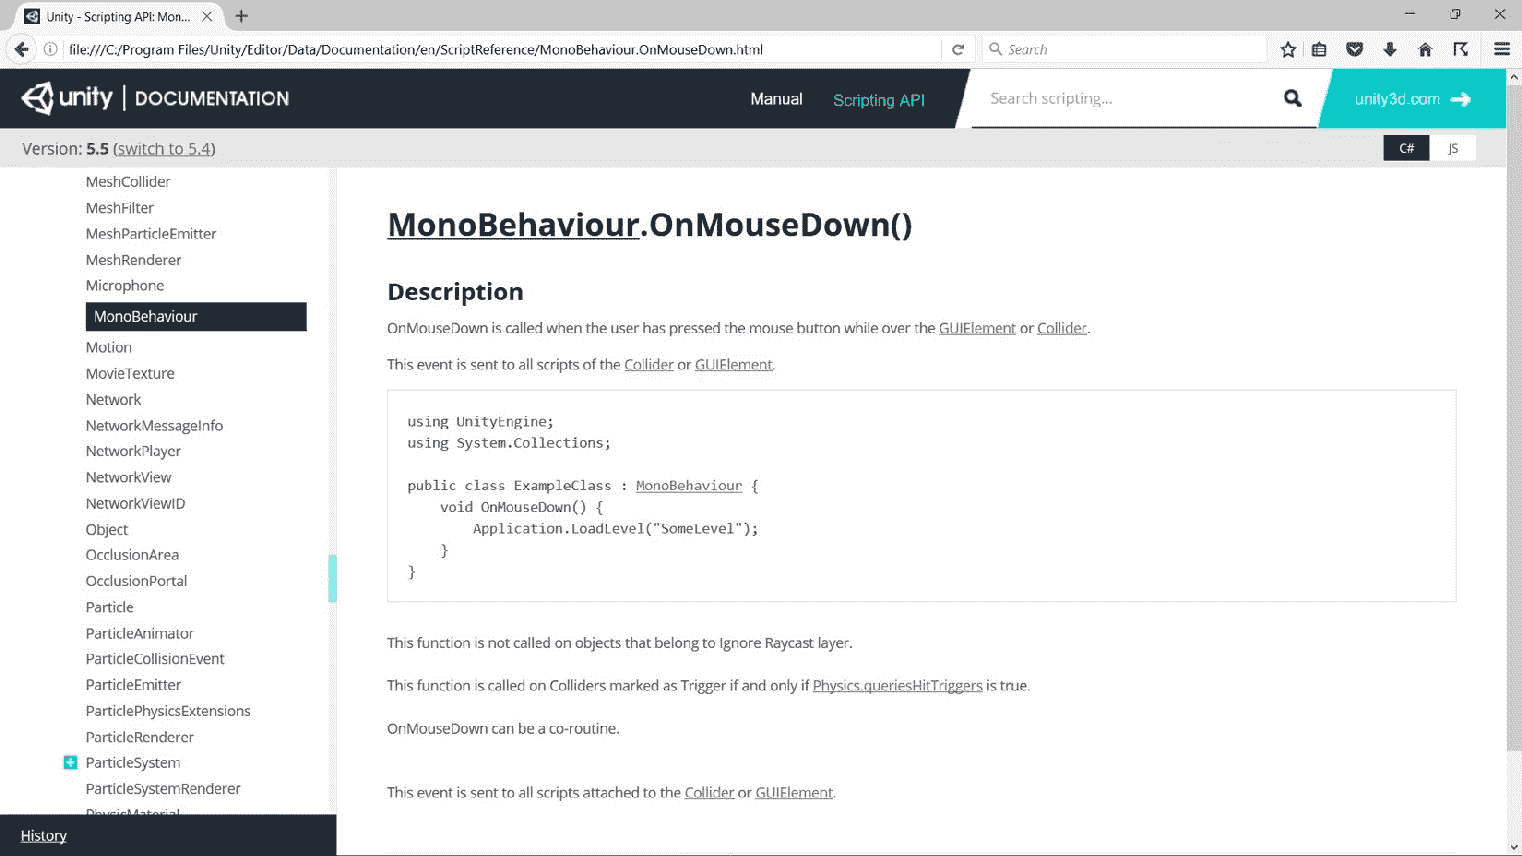 Unity - Scripting API: Mon...
file:///C:/Program Files/Unity/Editor/Data/Documentation/en/ScriptReference/MonoBehaviour.OnMouseDown.html
Search
unity | DOCUMENTATION
Manual
Scripting API
Search scripting...
unity3d.com
Version: 5.5 (switch to 5.4)
C#
JS
MeshCollider
MeshFilter
MeshParticleEmitter
MeshRenderer
Microphone
MonoBehaviour
Motion
MovieTexture
Network
NetworkMessageInfo
NetworkPlayer
NetworkView
NetworkViewID
Object
OcclusionArea
OcclusionPortal
Particle
ParticleAnimator
ParticleCollisionEvent
ParticleEmitter
ParticlePhysicsExtensions
ParticleRenderer
ParticleSystem
ParticleSystemRenderer
PhysicMaterial
History
MonoBehaviour.OnMouseDown()
Description
OnMouseDown is called when the user has pressed the mouse button while over the GUIElement or Collider.
This event is sent to all scripts of the Collider or GUIElement.
using UnityEngine;
using System.Collections;
public class ExampleClass : MonoBehaviour {
    void OnMouseDown() {
        Application.LoadLevel("SomeLevel");
    }
}
This function is not called on objects that belong to Ignore Raycast layer.
This function is called on Colliders marked as Trigger if and only if Physics.queriesHitTriggers is true.
OnMouseDown can be a co-routine.
This event is sent to all scripts attached to the Collider or GUIElement.